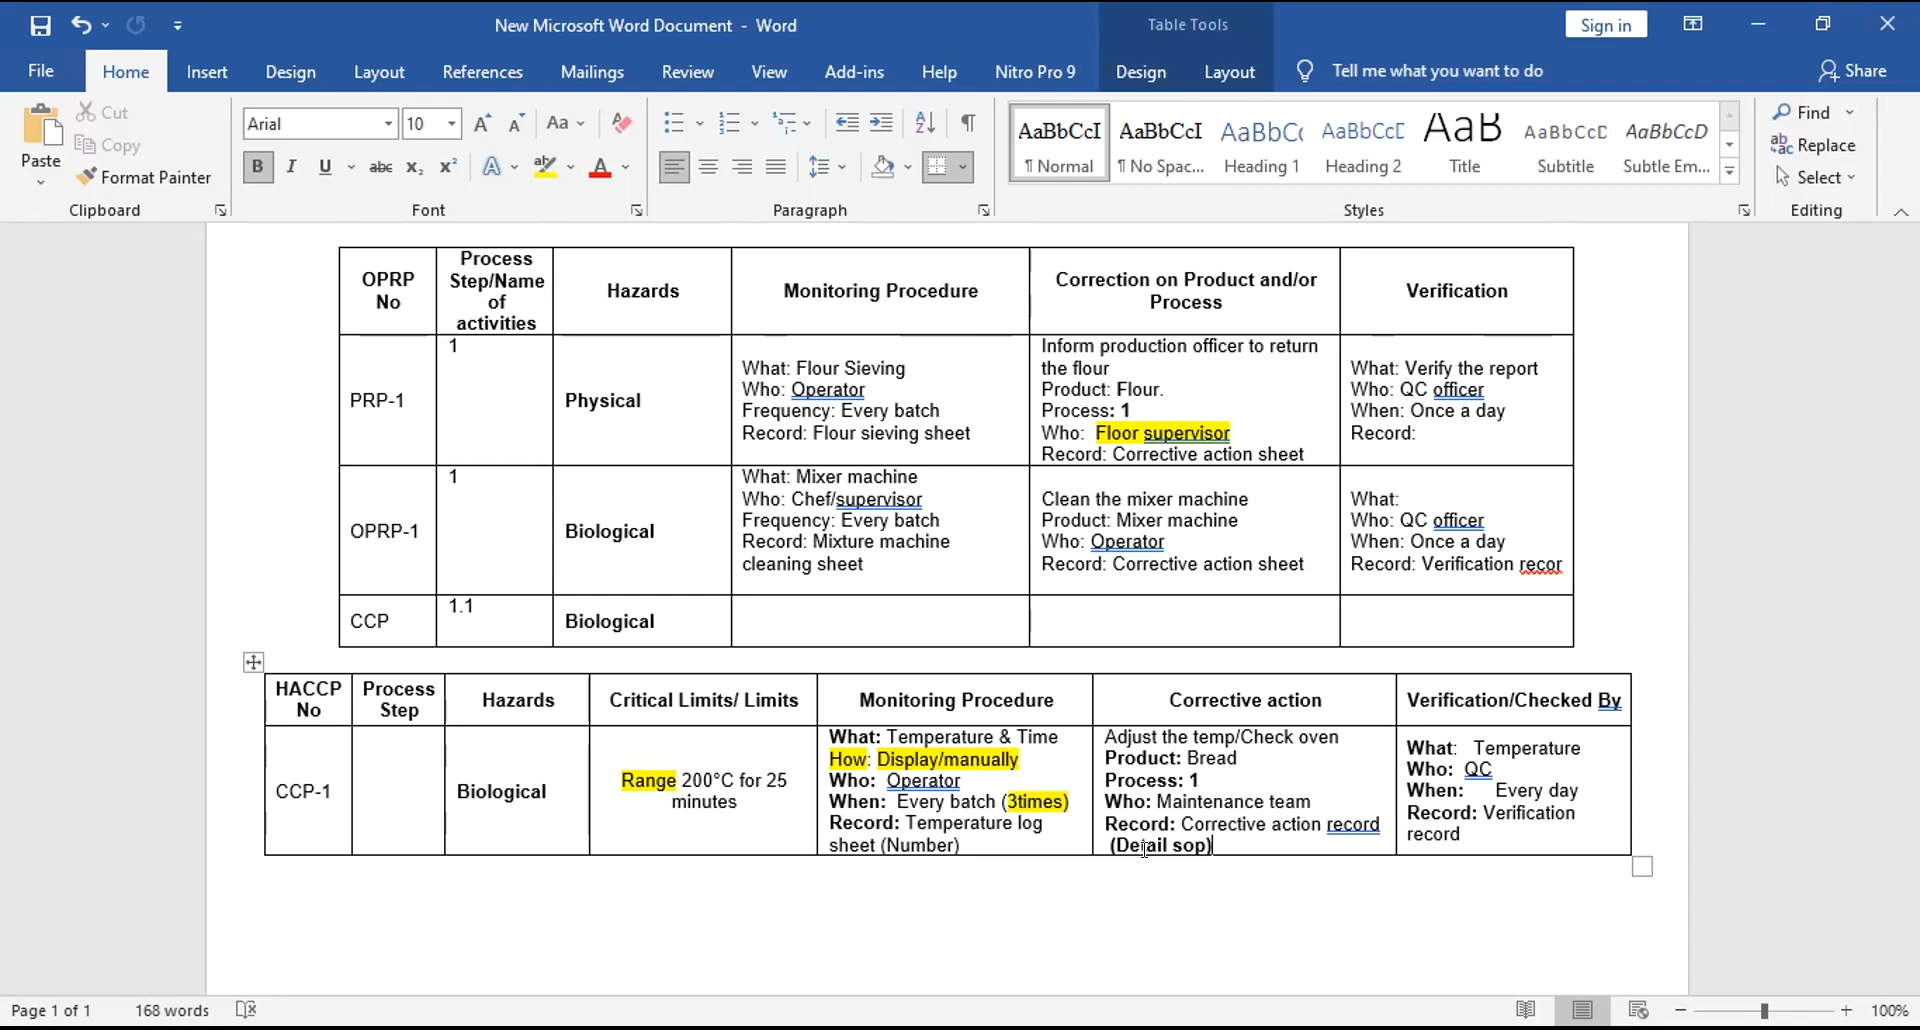 New Microsoft Word Document - Word
Table Tools
Sign in
File
Home
Insert
Design
Layout
References
Mailings
Review
View
Add-ins
Help
Nitro Pro 9
Design
Layout
Tell me what you want to do
Share
Paste
Cut
Copy
Format Painter
Clipboard
Arial
10
Aa
B I U abc X₂ X²
A
A
Font
Paragraph
AaBbCcI
¶ Normal
AaBbCcI
¶ No Spac...
AaBbCc
Heading 1
AaBbCcE
Heading 2
AaB
Title
AaBbCcD
Subtitle
AaBbCcD
Subtle Em...
Styles
Find
Replace
Select
Editing
OPRP
No
Process
Step/Name
of
activities
Hazards
Monitoring Procedure
Correction on Product and/or
Process
Verification
PRP-1
1
Physical
What: Flour Sieving
Who: Operator
Frequency: Every batch
Record: Flour sieving sheet
Inform production officer to return
the flour
Product: Flour.
Process: 1
Who: Floor supervisor
Record: Corrective action sheet
What: Verify the report
Who: QC officer
When: Once a day
Record:
OPRP-1
1
Biological
What: Mixer machine
Who: Chef/supervisor
Frequency: Every batch
Record: Mixture machine
cleaning sheet
Clean the mixer machine
Product: Mixer machine
Who: Operator
Record: Corrective action sheet
What:
Who: QC officer
When: Once a day
Record: Verification recor
CCP
1.1
Biological
HACCP
No
Process
Step
Hazards
Critical Limits/ Limits
Monitoring Procedure
Corrective action
Verification/Checked By
CCP-1
Biological
Range 200°C for 25
minutes
What: Temperature & Time
How: Display/manually
Who: Operator
When: Every batch (3times)
Record: Temperature log
sheet (Number)
Adjust the temp/Check oven
Product: Bread
Process: 1
Who: Maintenance team
Record: Corrective action record
(Detail sop)
What: Temperature
Who: QC
When: Every day
Record: Verification
record
Page 1 of 1
168 words
100%